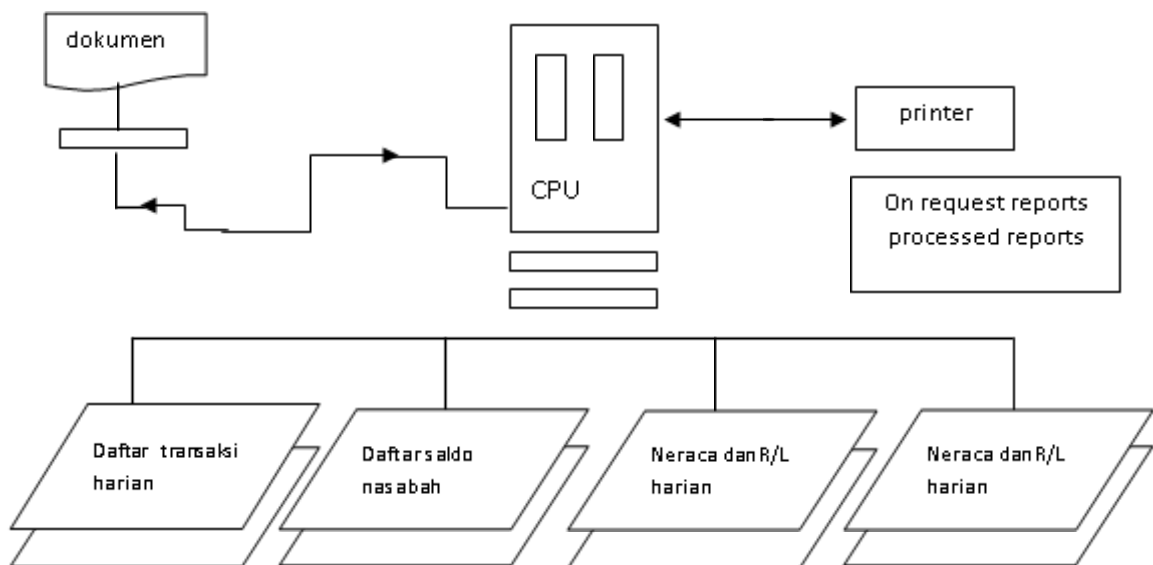 dokumen
CPU
printer
On request reports
processed reports
Daftar transaksi
harian
Daftar saldo
nasabah
Neraca dan R/L
harian
Neraca dan R/L
harian